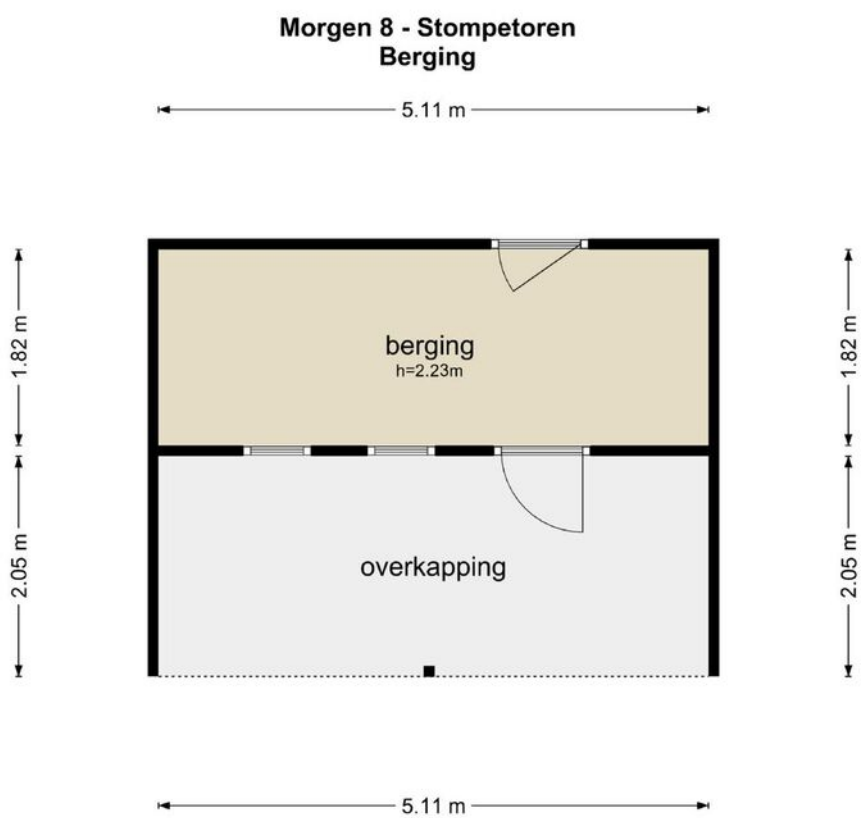 Morgen 8 - Stompetoren
Berging
5.11 m
1.82 m
berging
h=2.23m
1.82 m
2.05 m
overkapping
2.05 m
5.11 m